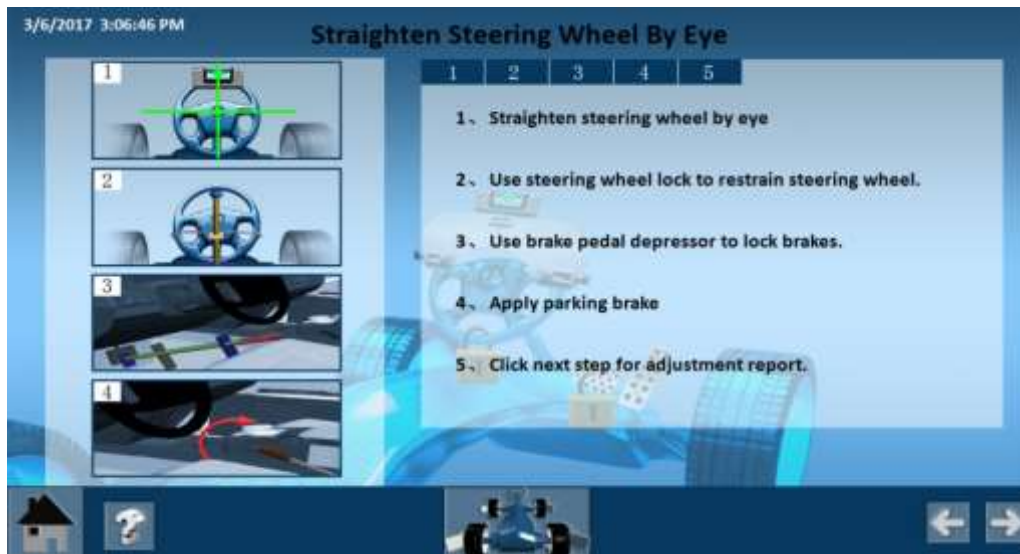 3/6/2017 3:06:46 PM
Straighten Steering Wheel By Eye
1
2
3
4
1 2 3 4 5
1、 Straighten steering wheel by eye
2、 Use steering wheel lock to restrain steering wheel.
3、 Use brake pedal depressor to lock brakes.
4、 Apply parking brake
5、 Click next step for adjustment report.